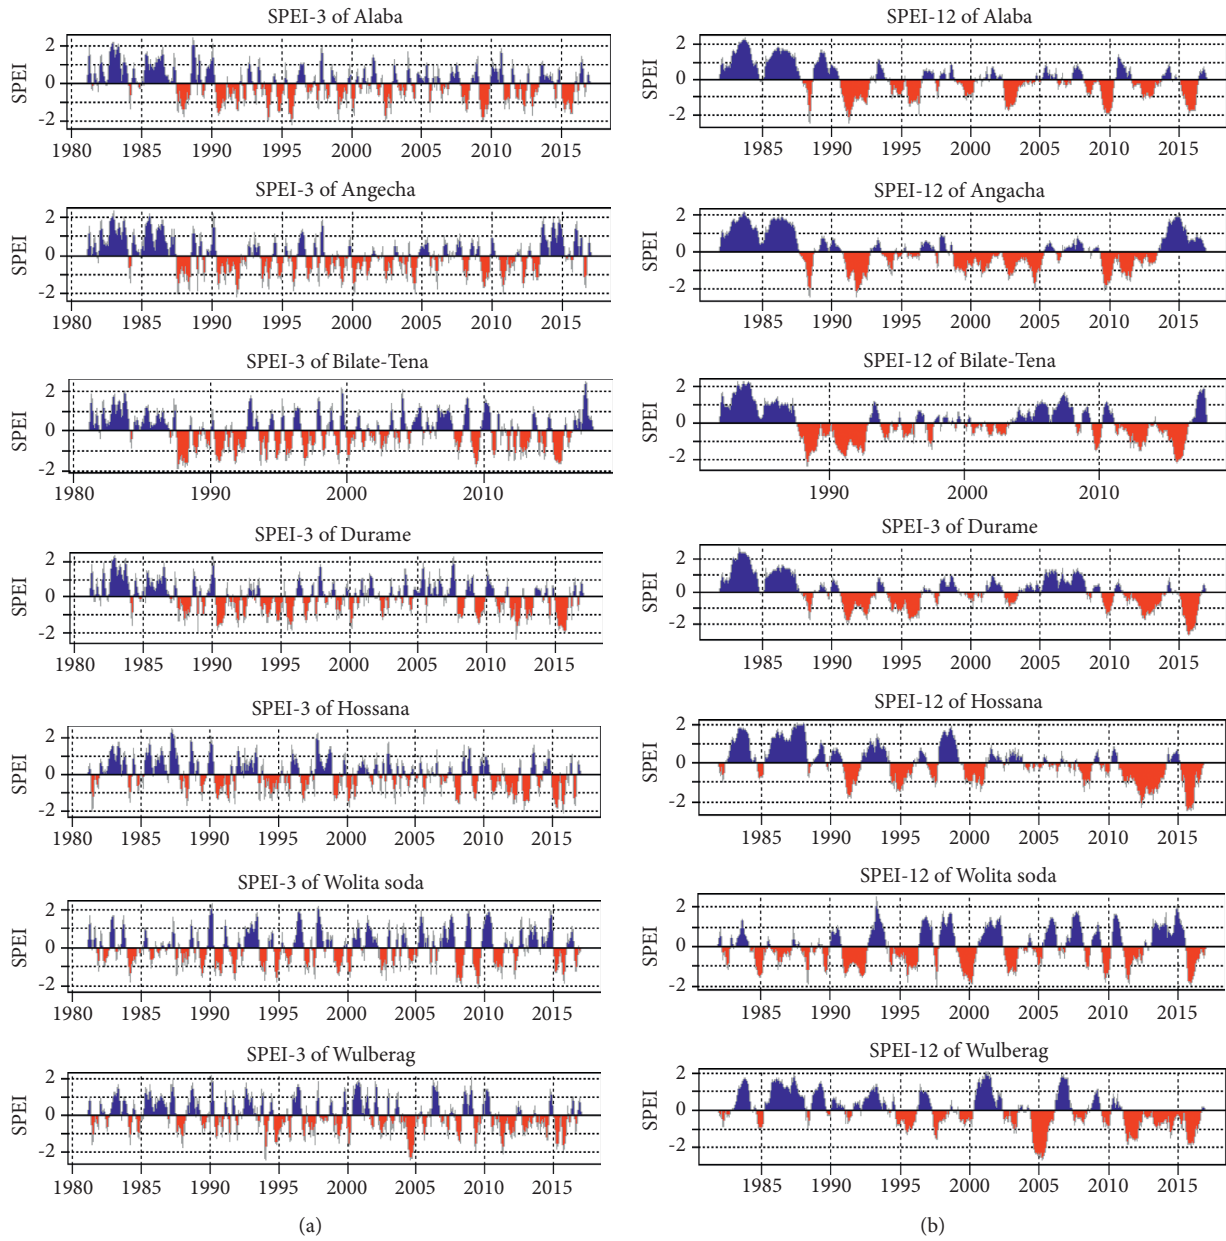 SPEI-3 of Alaba
SPEI
2
0
-2
1980 1985 1990 1995 2000 2005 2010 2015
SPEI-12 of Alaba
SPEI
2
0
-2
1985 1990 1995 2000 2005 2010 2015
SPEI-3 of Angecha
SPEI
2
0
-2
1980 1985 1990 1995 2000 2005 2010 2015
SPEI-12 of Angacha
SPEI
2
0
-2
1985 1990 1995 2000 2005 2010 2015
SPEI-3 of Bilate-Tena
SPEI
2
0
-2
1980 1990 2000 2010
SPEI-12 of Bilate-Tena
SPEI
2
0
-2
1990 2000 2010
SPEI-3 of Durame
SPEI
2
0
-2
1980 1985 1990 1995 2000 2005 2010 2015
SPEI-3 of Durame
SPEI
2
0
-2
1985 1990 1995 2000 2005 2010 2015
SPEI-3 of Hossana
SPEI
2
0
-2
1980 1985 1990 1995 2000 2005 2010 2015
SPEI-12 of Hossana
SPEI
2
0
-2
1985 1990 1995 2000 2005 2010 2015
SPEI-3 of Wolita soda
SPEI
2
0
-2
1980 1985 1990 1995 2000 2005 2010 2015
SPEI-12 of Wolita soda
SPEI
2
0
-2
1985 1990 1995 2000 2005 2010 2015
SPEI-3 of Wulberag
SPEI
2
0
-2
1980 1985 1990 1995 2000 2005 2010 2015
(a)
SPEI-12 of Wulberag
SPEI
2
0
-2
1985 1990 1995 2000 2005 2010 2015
(b)